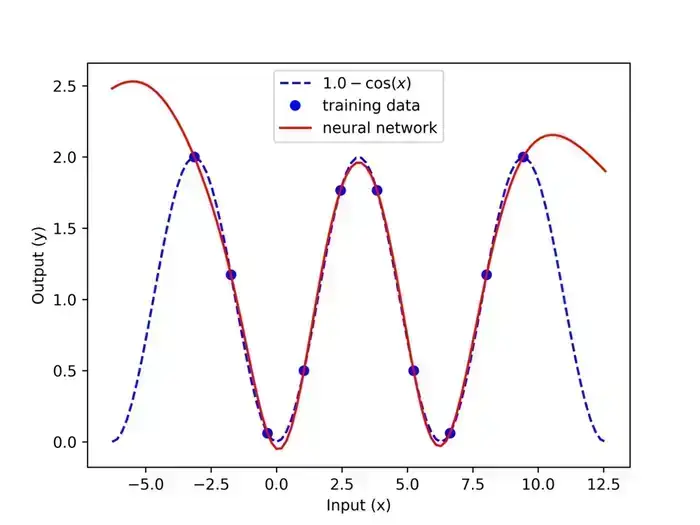 1.0 − cos(x)
training data
neural network
2.5
2.0
1.5
1.0
0.5
0.0
Output (y)
−5.0 −2.5 0.0 2.5 5.0 7.5 10.0 12.5
Input (x)